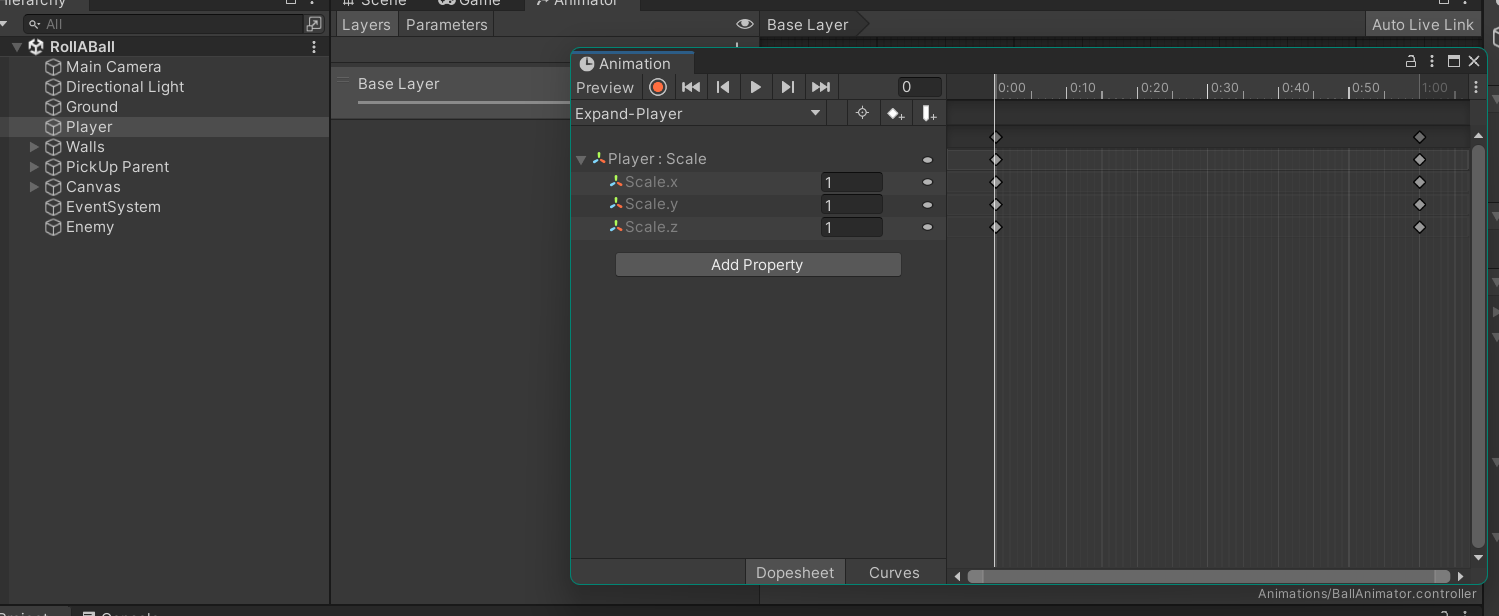 Hierarchy
Scene
Game
Animator
All
Layers
Parameters
Base Layer
Auto Live Link
RollABall
Main Camera
Directional Light
Ground
Player
Walls
PickUp Parent
Canvas
EventSystem
Enemy
Base Layer
Animation
Preview
0
0:00
0:10
0:20
0:30
0:40
0:50
1:00
Expand-Player
Player : Scale
Scale.x
1
Scale.y
1
Scale.z
1
Add Property
Dopesheet
Curves
Animations/BallAnimator.controller
Project
Console